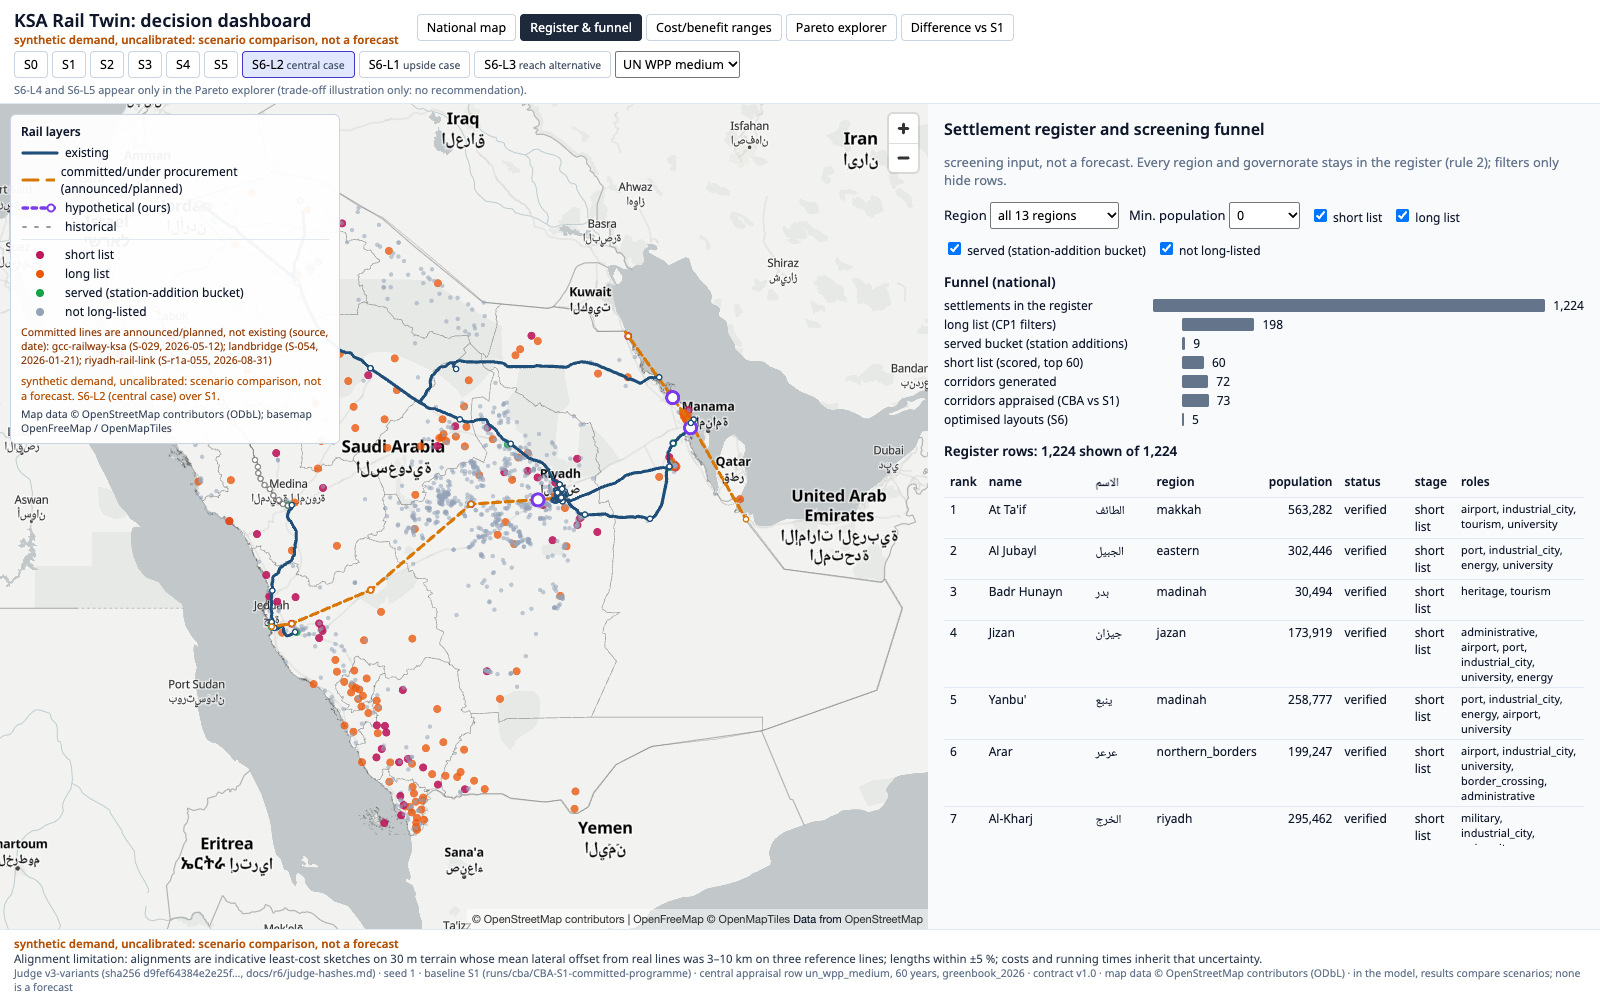 KSA Rail Twin: decision dashboard
synthetic demand, uncalibrated: scenario comparison, not a forecast
National map
Register & funnel
Cost/benefit ranges
Pareto explorer
Difference vs S1
S0
S1
S2
S3
S4
S5
S6-L2 central case
S6-L1 upside case
S6-L3 reach alternative
UN WPP medium
S6-L4 and S6-L5 appear only in the Pareto explorer (trade-off illustration only: no recommendation).
Rail layers
existing
committed/under procurement
(announced/planned)
hypothetical (ours)
historical
short list
long list
served (station-addition bucket)
not long-listed
Committed lines are announced/planned, not existing (source,
date): gcc-railway-ksa (S-029, 2026-05-12); landbridge (S-054,
2026-01-21); riyadh-rail-link (S-r1a-055, 2026-08-31)
synthetic demand, uncalibrated: scenario comparison, not
a forecast. S6-L2 (central case) over S1.
Map data © OpenStreetMap contributors (ODbL); basemap
OpenFreeMap / OpenMapTiles
Iraq
العراق
Isfahan
اصفهان
Iran
ایران
Ahwaz
اهواز
Basra
البصرة
Shiraz
شیراز
Kuwait
الكويت
Manama
المنامة
Saudi Arabia
السعودية
Riyadh
Qatar
قطر
Dubai
دبي
United Arab
Emirates
الإمارات العربية
المتحدة
Medina
المدينة المنورة
Aswan
أسوان
Jeddah
جدة
Port Sudan
بورتسودان
Eritrea
ኤርትራ إرتريا
Yemen
اليمن
Sana'a
صنعاء
Ta'izz
+
−
© OpenStreetMap contributors | OpenFreeMap © OpenMapTiles Data from OpenStreetMap
Settlement register and screening funnel
screening input, not a forecast. Every region and governorate stays in the register (rule 2); filters only
hide rows.
Region all 13 regions Min. population 0 short list long list
served (station-addition bucket) not long-listed
Funnel (national)
settlements in the register 1,224
long list (CP1 filters) 198
served bucket (station additions) 9
short list (scored, top 60) 60
corridors generated 72
corridors appraised (CBA vs S1) 73
optimised layouts (S6) 5
Register rows: 1,224 shown of 1,224
rank name الاسم region population status stage roles
1 At Ta'if الطائف makkah 563,282 verified short list airport, industrial_city, tourism, university
2 Al Jubayl الجبيل eastern 302,446 verified short list port, industrial_city, energy, university
3 Badr Hunayn بدر madinah 30,494 verified short list heritage, tourism
4 Jizan جيزان jazan 173,919 verified short list administrative, airport, port, industrial_city, university, energy
5 Yanbu' ينبع madinah 258,777 verified short list port, industrial_city, energy, airport, university
6 Arar عرعر northern_borders 199,247 verified short list airport, industrial_city, university, border_crossing, administrative
7 Al-Kharj الخرج riyadh 295,462 verified short list military, industrial_city,
synthetic demand, uncalibrated: scenario comparison, not a forecast
Alignment limitation: alignments are indicative least-cost sketches on 30 m terrain whose mean lateral offset from real lines was 3–10 km on three reference lines; lengths within ±5 %; costs and running times inherit that uncertainty.
Judge v3-variants (sha256 d9fef64384e2e25f..., docs/r6/judge-hashes.md) · seed 1 · baseline S1 (runs/cba/CBA-S1-committed-programme) · central appraisal row un_wpp_medium, 60 years, greenbook_2026 · contract v1.0 · map data © OpenStreetMap contributors (ODbL) · in the model, results compare scenarios; none
is a forecast